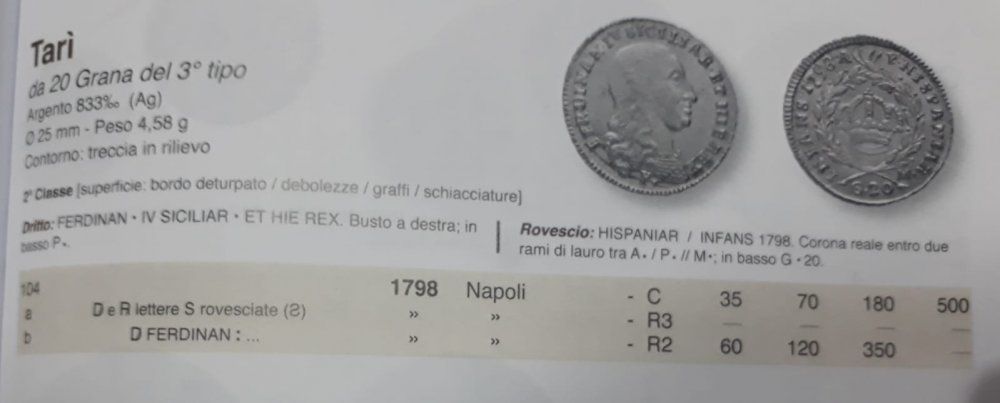 Tarì
da 20 Grana del 3° tipo
Argento 833‰ (Ag)
Ø 25 mm - Peso 4,58 g
Contorno: treccia in rilievo
2ª Classe [superficie: bordo deturpato / debolezze / graffi / schiacciature]
Dritto: FERDINAN • IV SICILIAR • ET HIE REX. Busto a destra; in
basso P•.
Rovescio: HISPANIAR / INFANS 1798. Corona reale entro due
rami di lauro tra A• / P• // M•; in basso G • 20.
104 1798 Napoli - C 35 70 180 500
a D e R lettere S rovesciate (Ƨ) » » - R3 — — — —
b D FERDINAN : ... » » - R2 60 120 350 —